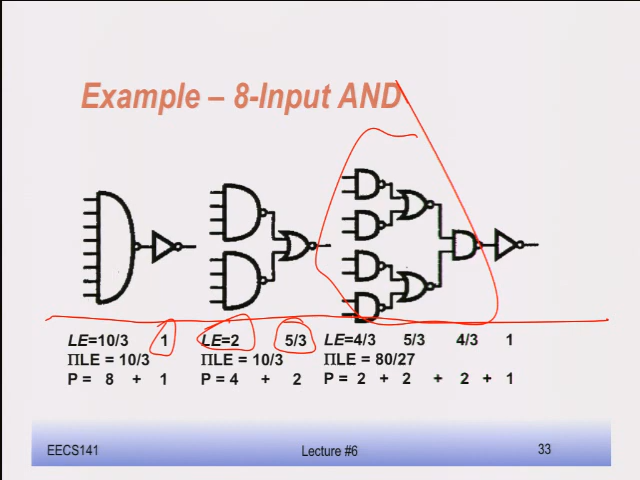 Example – 8-Input AND
LE=10/3 1
ΠLE = 10/3
P = 8 + 1
LE=2 5/3
ΠLE = 10/3
P = 4 + 2
LE=4/3 5/3 4/3 1
ΠLE = 80/27
P = 2 + 2 + 2 + 1
EECS141
Lecture #6
33